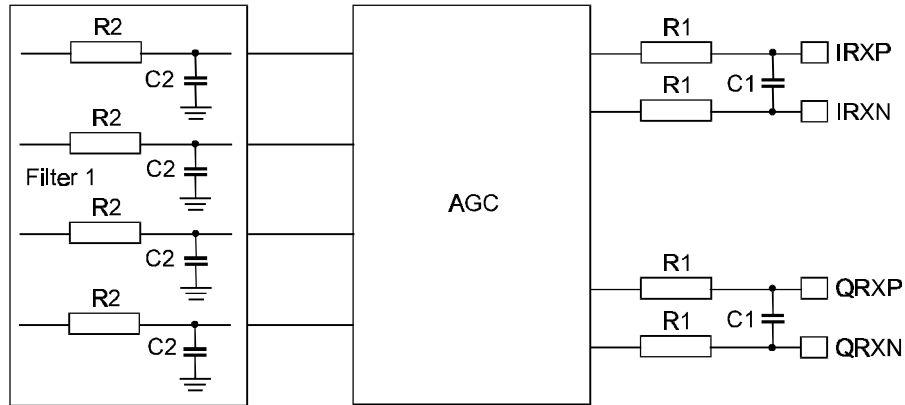 R2
C2
R2
C2
Filter 1
R2
C2
R2
C2
AGC
R1
IRXP
R1
C1
IRXN
R1
QRXP
R1
C1
QRXN